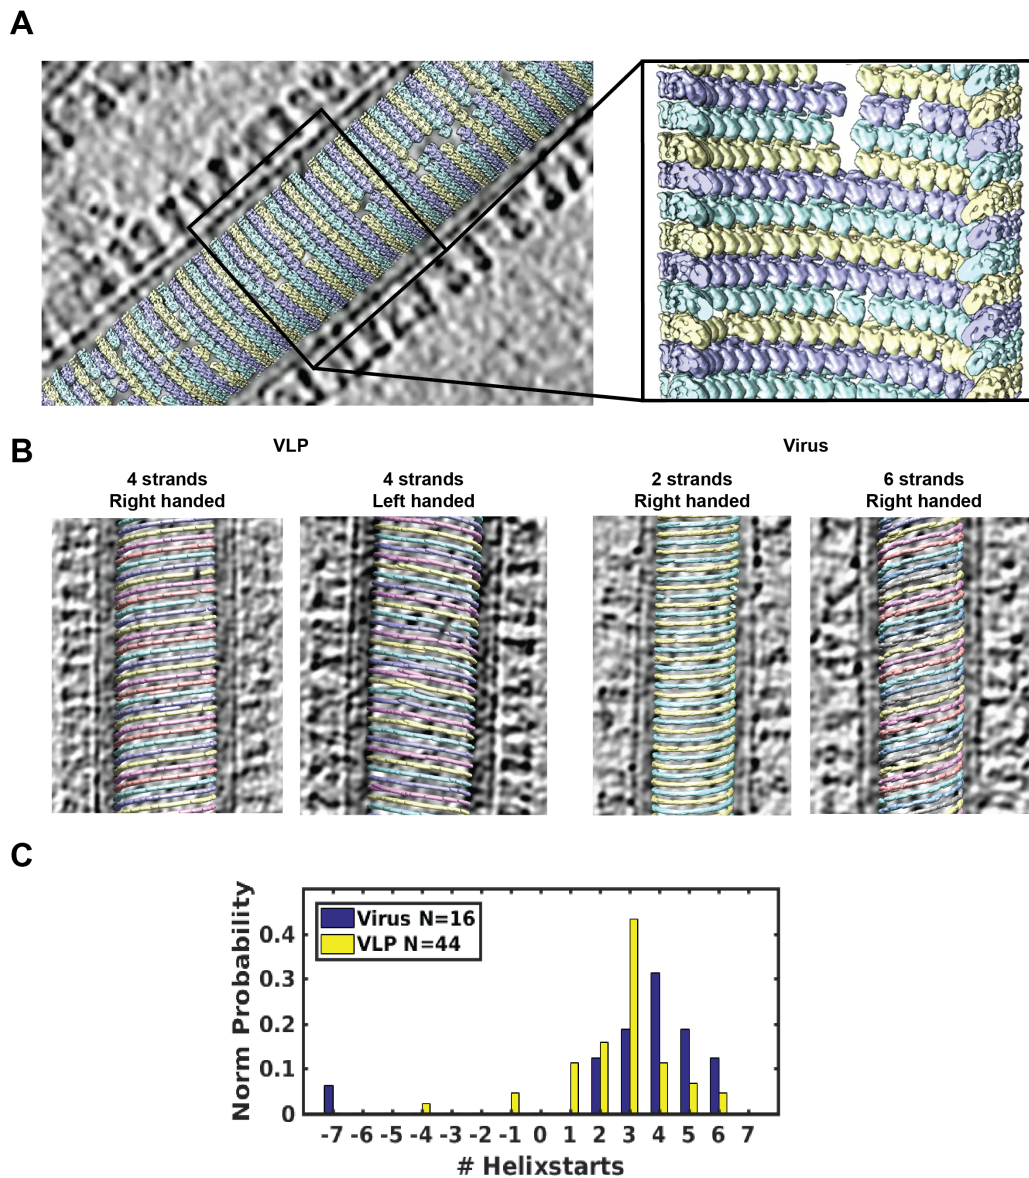 A
B
VLP
Virus
4 strands
Right handed
4 strands
Left handed
2 strands
Right handed
6 strands
Right handed
C
Norm Probability
0.4
0.3
0.2
0.1
0
Virus N=16
VLP N=44
-7 -6 -5 -4 -3 -2 -1 0 1 2 3 4 5 6 7
# Helixstarts